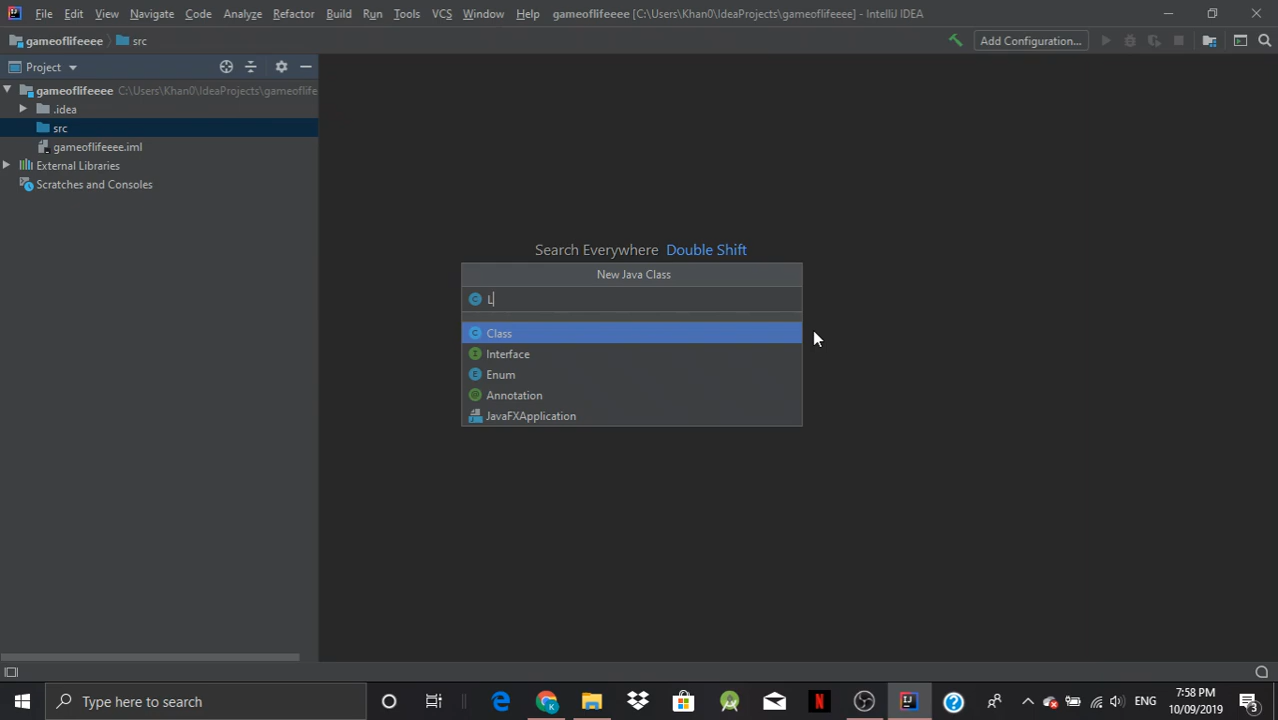 File Edit View Navigate Code Analyze Refactor Build Run Tools VCS Window Help gameoflifeeee [C:\Users\Khan0\IdeaProjects\gameoflifeeee] - IntelliJ IDEA
gameoflifeeee src
Add Configuration...
Project
gameoflifeeee C:\Users\Khan0\IdeaProjects\gameoflife
.idea
src
gameoflifeeee.iml
External Libraries
Scratches and Consoles
Search Everywhere Double Shift
New Java Class
L
Class
Interface
Enum
Annotation
JavaFXApplication
Type here to search
ENG
7:58 PM
10/09/2019
3